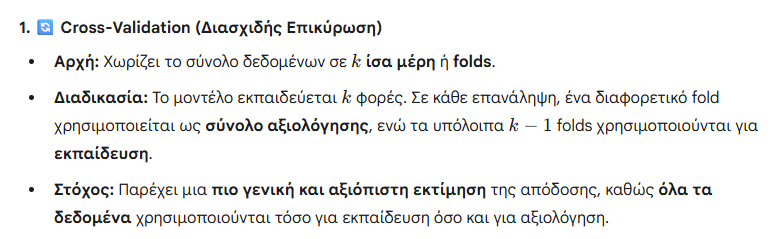 1. 🔄 Cross-Validation (Διασχιδής Επικύρωση)
• Αρχή: Χωρίζει το σύνολο δεδομένων σε k ίσα μέρη ή folds.
• Διαδικασία: Το μοντέλο εκπαιδεύεται k φορές. Σε κάθε επανάληψη, ένα διαφορετικό fold
χρησιμοποιείται ως σύνολο αξιολόγησης, ενώ τα υπόλοιπα k − 1 folds χρησιμοποιούνται για
εκπαίδευση.
• Στόχος: Παρέχει μια πιο γενική και αξιόπιστη εκτίμηση της απόδοσης, καθώς όλα τα
δεδομένα χρησιμοποιούνται τόσο για εκπαίδευση όσο και για αξιολόγηση.